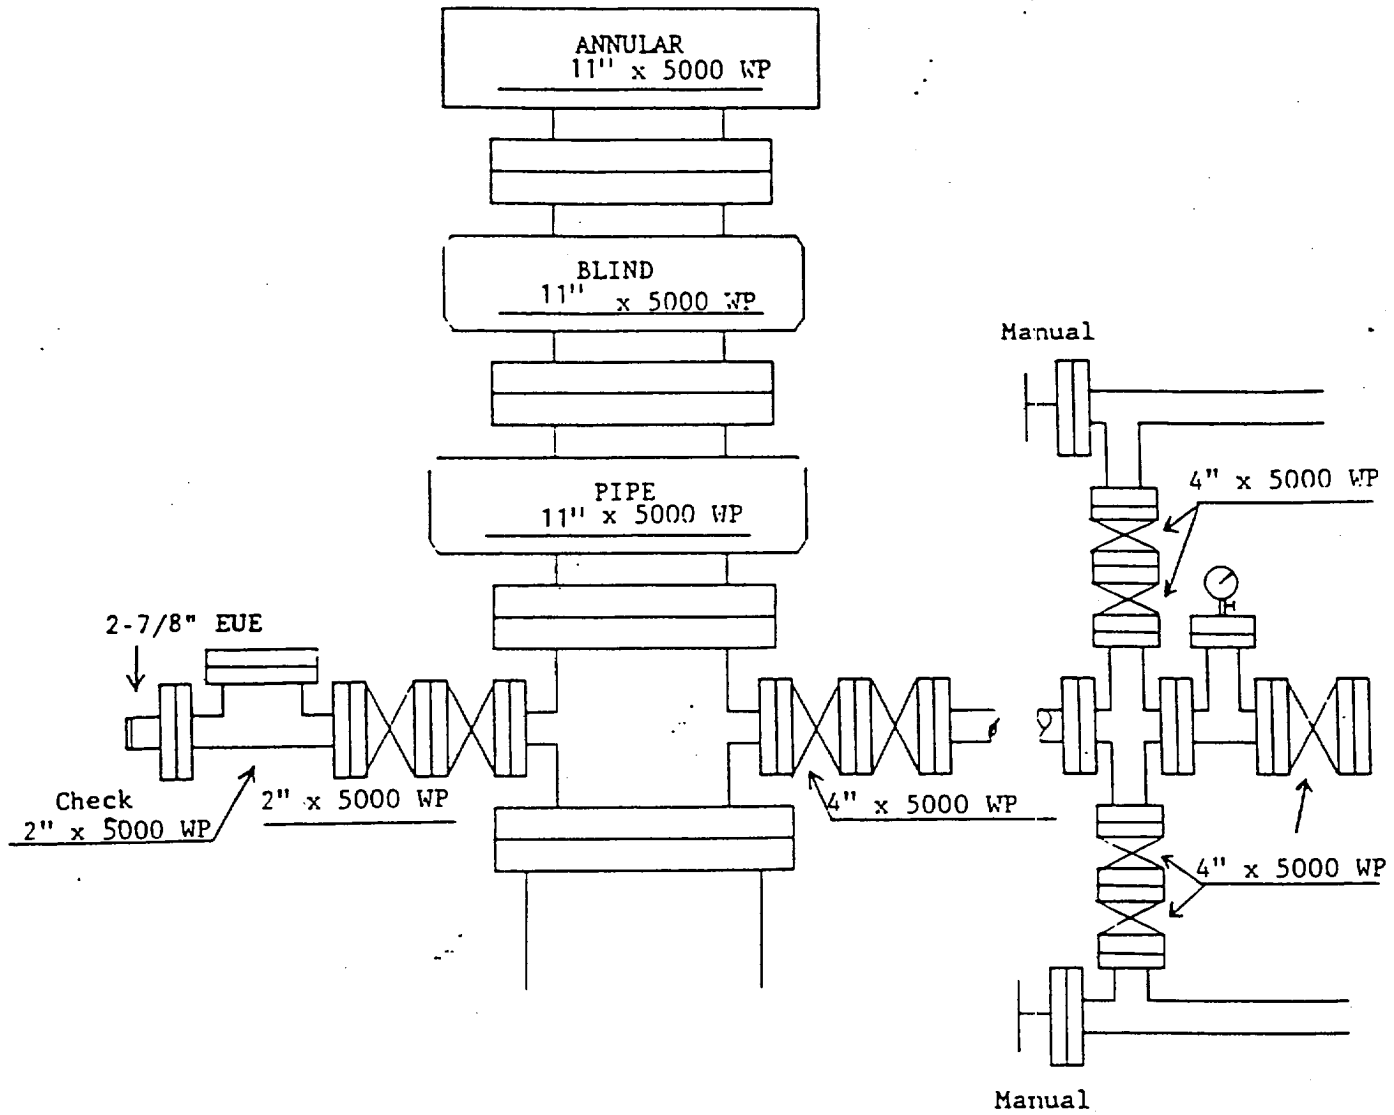 ANNULAR
11" x 5000 WP
BLIND
11" x 5000 WP
PIPE
11" x 5000 WP
Manual
4" x 5000 WP
2-7/8" EUE
Check
2" x 5000 WP
2" x 5000 WP
4" x 5000 WP
4" x 5000 WP
Manual